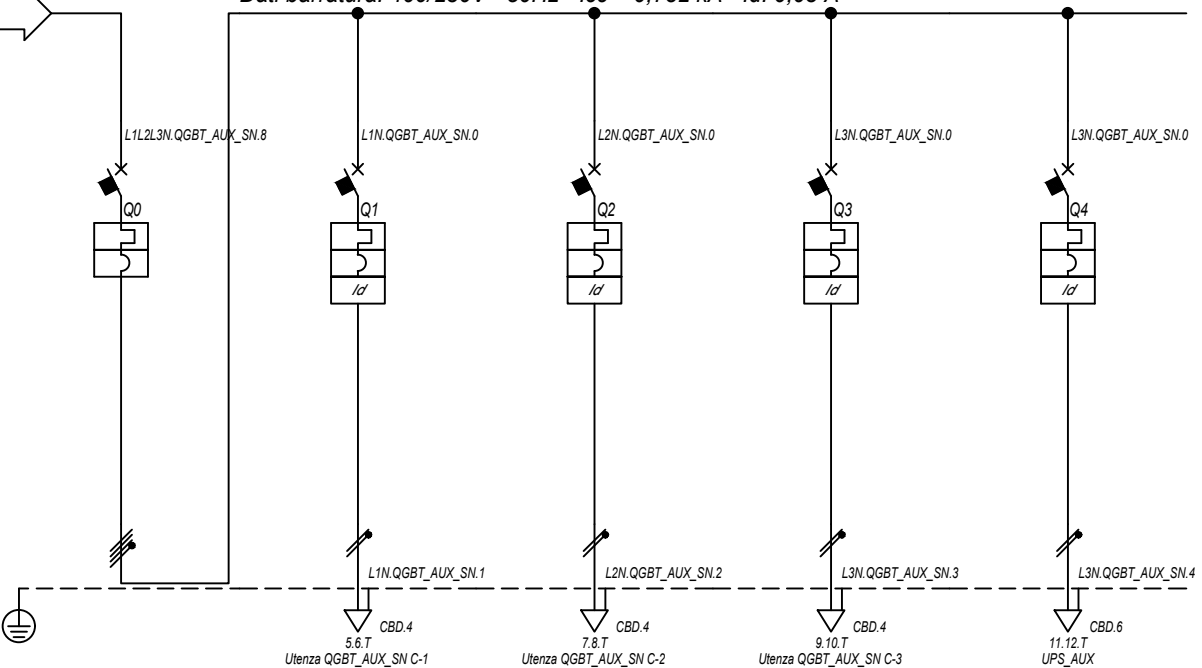 L1L2L3N.QGBT_AUX_SN.8
L1N.QGBT_AUX_SN.0
L2N.QGBT_AUX_SN.0
L3N.QGBT_AUX_SN.0
L3N.QGBT_AUX_SN.0
Q0
Q1
Q2
Q3
Q4
Id
Id
Id
Id
L1N.QGBT_AUX_SN.1
L2N.QGBT_AUX_SN.2
L3N.QGBT_AUX_SN.3
L3N.QGBT_AUX_SN.4
CBD.4
CBD.4
CBD.4
CBD.6
5.6.T
7.8.T
9.10.T
11.12.T
Utenza QGBT_AUX_SN C-1
Utenza QGBT_AUX_SN C-2
Utenza QGBT_AUX_SN C-3
UPS_AUX